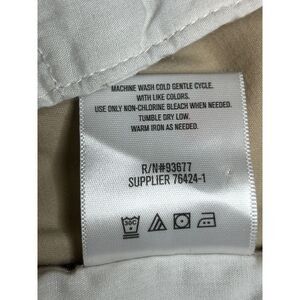 MACHINE WASH COLD GENTLE CYCLE.
WITH LIKE COLORS.
USE ONLY NON-CHLORINE BLEACH WHEN NEEDED.
TUMBLE DRY LOW.
WARM IRON AS NEEDED.
R/N#93677
SUPPLIER 76424-1
30C